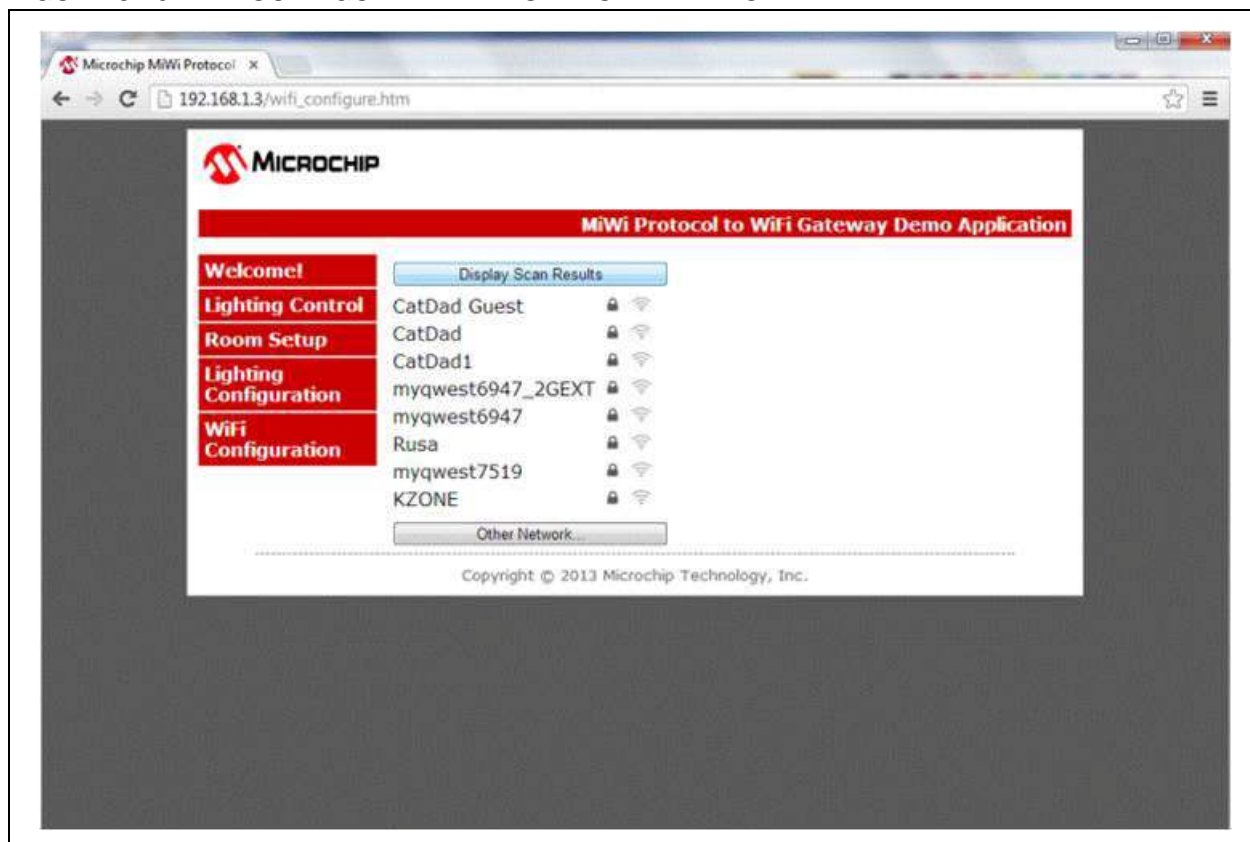 Microchip MiWi Protocol
192.168.1.3/wifi_configure.htm
MICROCHIP
MiWi Protocol to WiFi Gateway Demo Application
Welcome!
Lighting Control
Room Setup
Lighting
Configuration
WiFi
Configuration
Display Scan Results
CatDad Guest
CatDad
CatDad1
myqwest6947_2GEXT
myqwest6947
Rusa
myqwest7519
KZONE
Other Network...
Copyright © 2013 Microchip Technology, Inc.